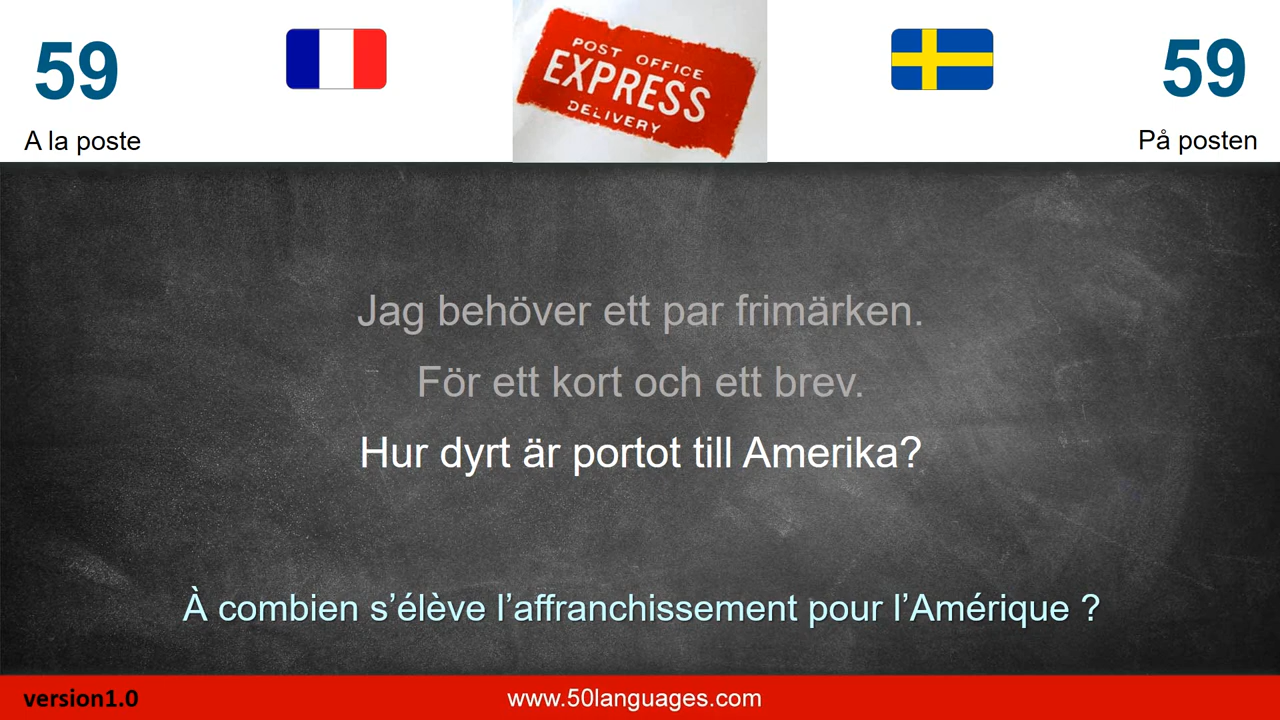 59
59
POST OFFICE
EXPRESS
DELIVERY
A la poste
På posten
Jag behöver ett par frimärken.
För ett kort och ett brev.
Hur dyrt är portot till Amerika?
À combien s’élève l’affranchissement pour l’Amérique ?
version1.0
www.50languages.com